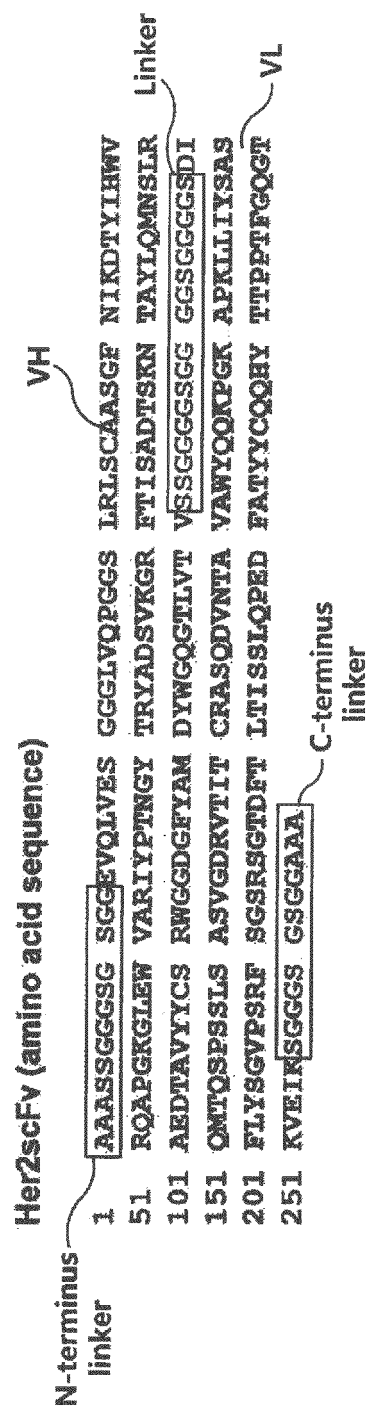 Her2scFv (amino acid sequence)
N-terminus
linker
VH
Linker
1 AAASSGGGSG SGGEVQLVES GGGLVQPGGS LRLSCAASGF NIKDTYIHWV
51 RQAPGKGLEW VARIYPTNGY TRYADSVKGR FTISADTSKN TAYLQMNSLR
101 AEDTAVYYCS RWGGDGFYAM DYWGQGTLVT VSSGGGGSGG GGSGGGGSDI
151 QMTQSPSSLS ASVGDRVTIT CRASQDVNTA VAWYQQKPGK APKLLIYSAS
201 FLYSGVPSRF SGSRSGTDFT LTISSLQPED FATYYCQQHY TTPPTFGQGT
251 KVEIKSGGGS GSGGAAA
VL
C-terminus
linker